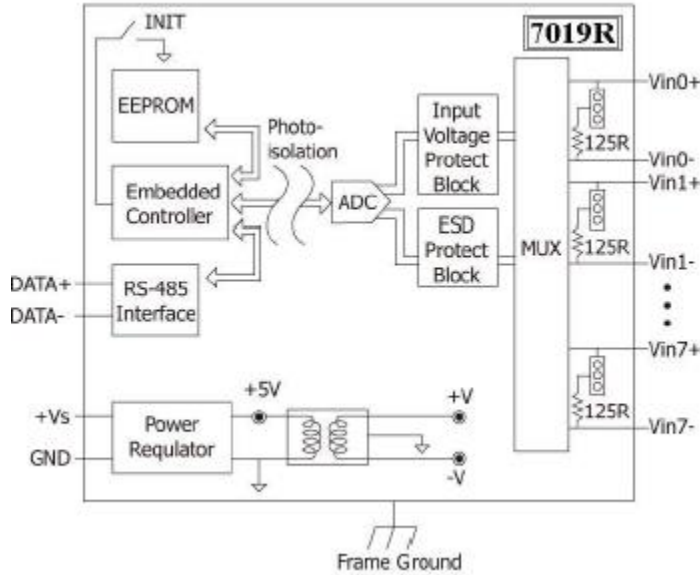 INIT
7019R
EEPROM
Photo-
isolation
Embedded
Controller
ADC
Input
Voltage
Protect
Block
ESD
Protect
Block
MUX
Vin0+
125R
Vin0-
Vin1+
125R
Vin1-
Vin7+
125R
Vin7-
DATA+
DATA-
RS-485
Interface
+5V
+V
+Vs
GND
Power
Requlator
-V
Frame Ground